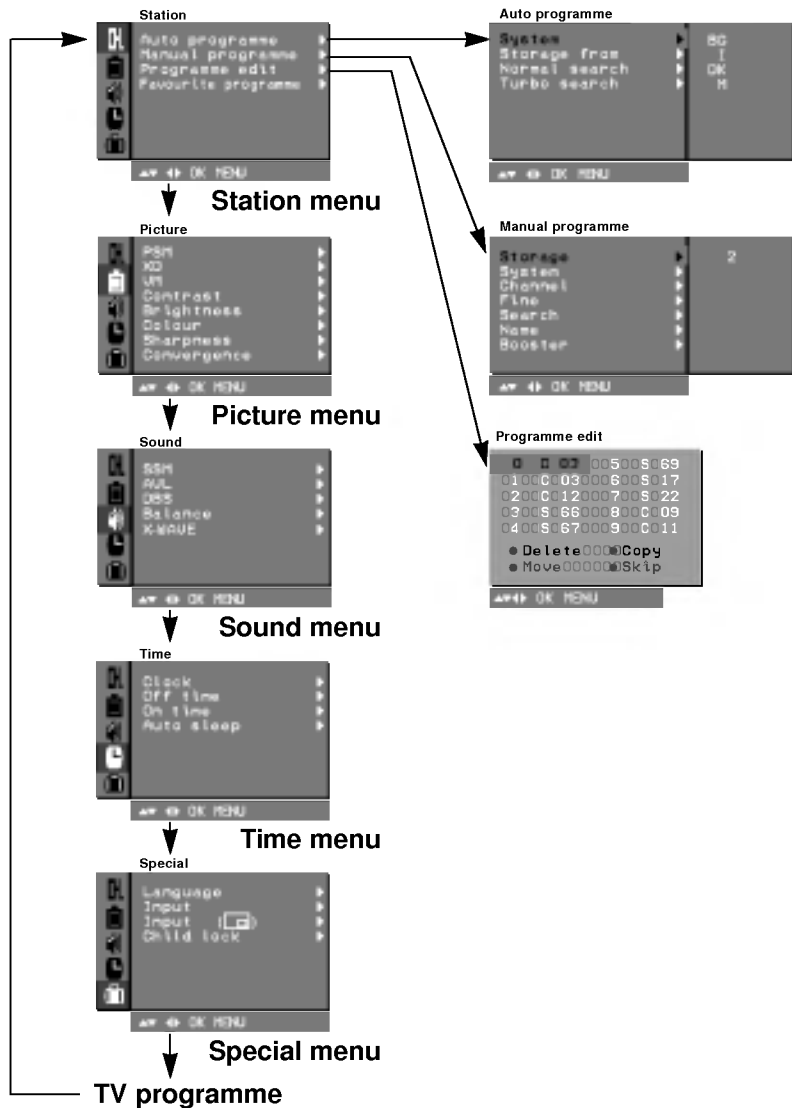 Station
Auto programme
Manual programme
Programme edit
Favourite programme
OK MENU
Station menu
Auto programme
System
Storage from
Normal search
Turbo search
BG
I
DK
M
OK MENU
Picture
PSM
XD
VM
Contrast
Brightness
Colour
Sharpness
Convergence
OK MENU
Picture menu
Manual programme
Storage 2
System
Channel
Fine
Search
Name
Booster
OK MENU
Sound
SSM
AVL
DBS
Balance
X-WAVE
OK MENU
Sound menu
Programme edit
0 C 03 5 S 69
1 C 03 6 S 17
2 C 12 7 S 22
3 S 66 8 C 09
4 S 67 9 C 11
Delete Copy
Move Skip
OK MENU
Time
Clock
Off time
On time
Auto sleep
OK MENU
Time menu
Special
Language
Input
Input
Child lock
OK MENU
Special menu
TV programme